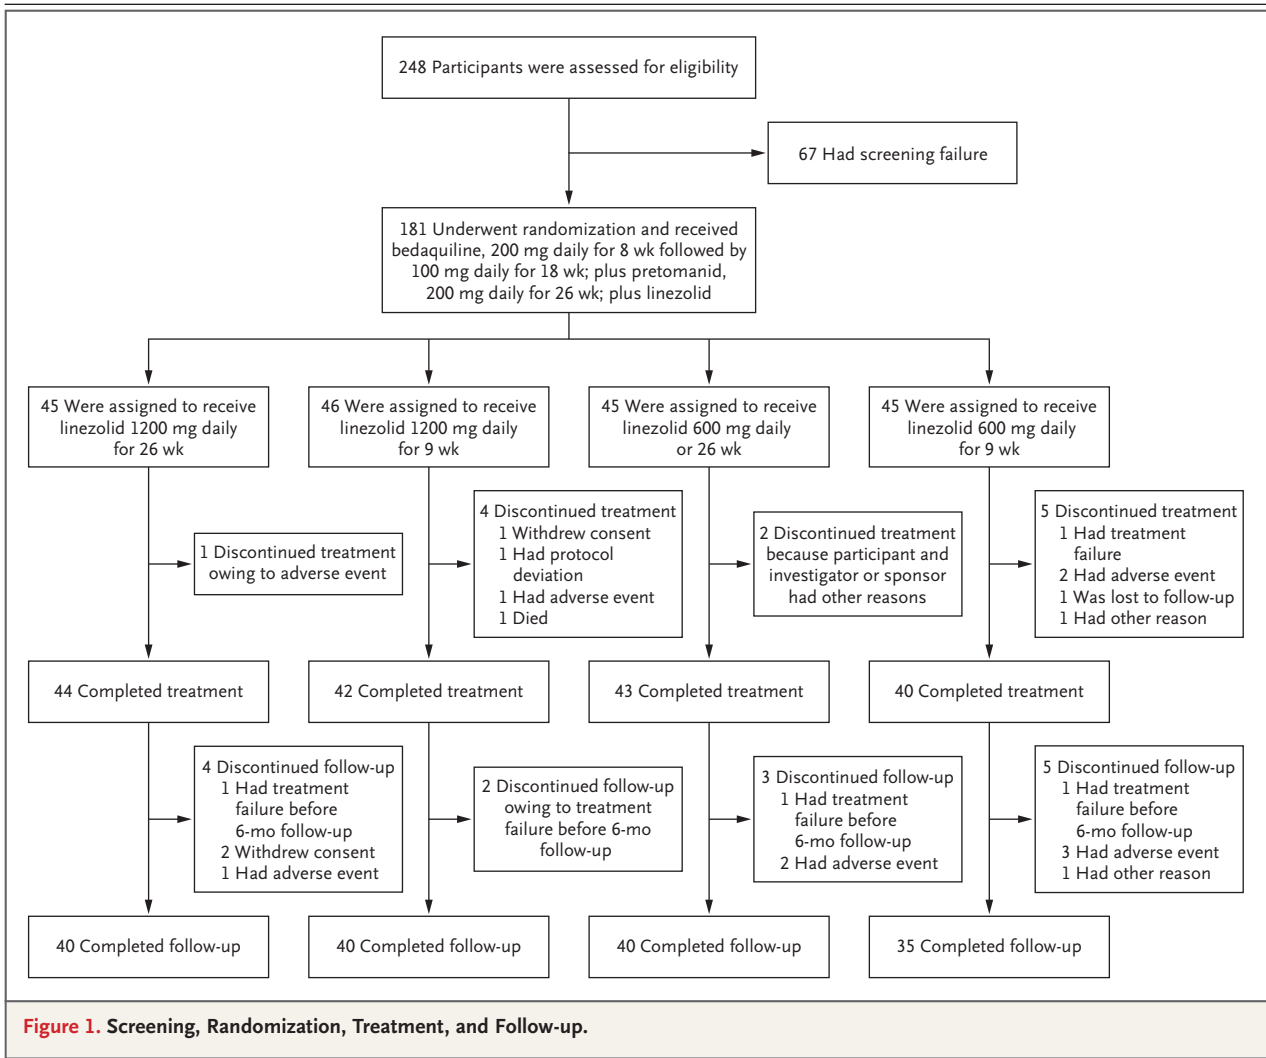 248 Participants were assessed for eligibility
67 Had screening failure
181 Underwent randomization and received
bedaquiline, 200 mg daily for 8 wk followed by
100 mg daily for 18 wk; plus pretomanid,
200 mg daily for 26 wk; plus linezolid
45 Were assigned to receive
linezolid 1200 mg daily
for 26 wk
46 Were assigned to receive
linezolid 1200 mg daily
for 9 wk
45 Were assigned to receive
linezolid 600 mg daily
or 26 wk
45 Were assigned to receive
linezolid 600 mg daily
for 9 wk
1 Discontinued treatment
owing to adverse event
4 Discontinued treatment
1 Withdrew consent
1 Had protocol
deviation
1 Had adverse event
1 Died
2 Discontinued treatment
because participant and
investigator or sponsor
had other reasons
5 Discontinued treatment
1 Had treatment
failure
2 Had adverse event
1 Was lost to follow-up
1 Had other reason
44 Completed treatment
42 Completed treatment
43 Completed treatment
40 Completed treatment
4 Discontinued follow-up
1 Had treatment
failure before
6-mo follow-up
2 Withdrew consent
1 Had adverse event
2 Discontinued follow-up
owing to treatment
failure before 6-mo
follow-up
3 Discontinued follow-up
1 Had treatment
failure before
6-mo follow-up
2 Had adverse event
5 Discontinued follow-up
1 Had treatment
failure before
6-mo follow-up
3 Had adverse event
1 Had other reason
40 Completed follow-up
40 Completed follow-up
40 Completed follow-up
35 Completed follow-up
Figure 1. Screening, Randomization, Treatment, and Follow-up.